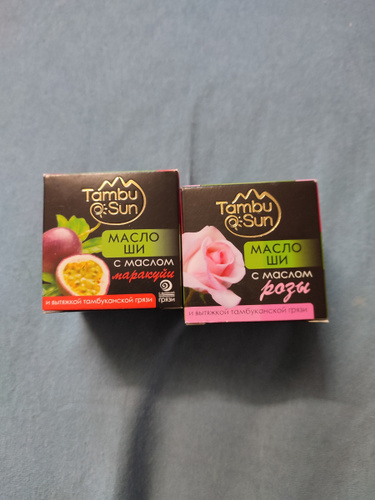 Tambu
Sun
МАСЛО
ШИ
с маслом
маракуйи
и вытяжкой тамбуканской грязи
грязи
Tambu
Sun
МАСЛО
ШИ
с маслом
розы
и вытяжкой тамбуканской грязи